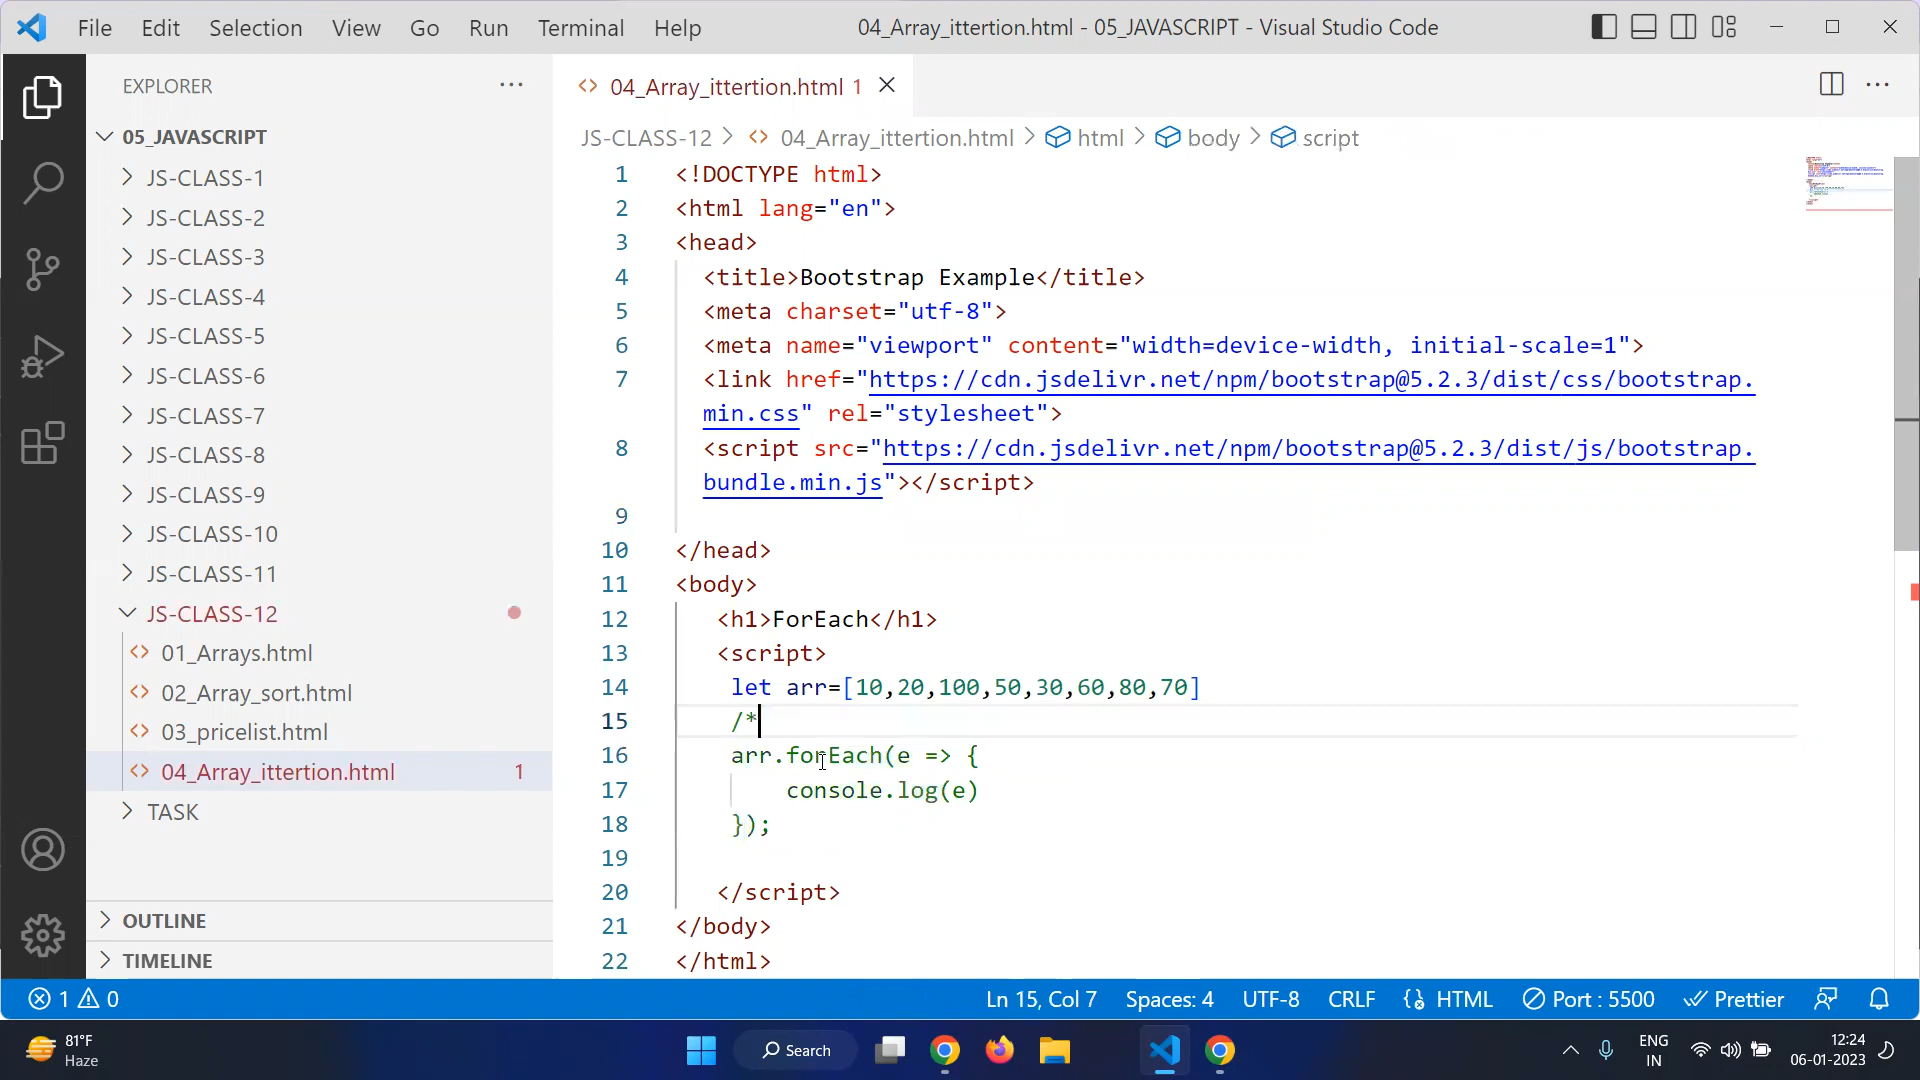 File Edit Selection View Go Run Terminal Help
04_Array_ittertion.html - 05_JAVASCRIPT - Visual Studio Code
EXPLORER
05_JAVASCRIPT
JS-CLASS-1
JS-CLASS-2
JS-CLASS-3
JS-CLASS-4
JS-CLASS-5
JS-CLASS-6
JS-CLASS-7
JS-CLASS-8
JS-CLASS-9
JS-CLASS-10
JS-CLASS-11
JS-CLASS-12
01_Arrays.html
02_Array_sort.html
03_pricelist.html
04_Array_ittertion.html 1
TASK
OUTLINE
TIMELINE
04_Array_ittertion.html 1
JS-CLASS-12 > 04_Array_ittertion.html > html > body > script
1 <!DOCTYPE html>
2 <html lang="en">
3 <head>
4 <title>Bootstrap Example</title>
5 <meta charset="utf-8">
6 <meta name="viewport" content="width=device-width, initial-scale=1">
7 <link href="https://cdn.jsdelivr.net/npm/bootstrap@5.2.3/dist/css/bootstrap.
min.css" rel="stylesheet">
8 <script src="https://cdn.jsdelivr.net/npm/bootstrap@5.2.3/dist/js/bootstrap.
bundle.min.js"></script>
9
10 </head>
11 <body>
12 <h1>ForEach</h1>
13 <script>
14 let arr=[10,20,100,50,30,60,80,70]
15 /*
16 arr.forEach(e => {
17 console.log(e)
18 });
19
20 </script>
21 </body>
22 </html>
1 0
Ln 15, Col 7 Spaces: 4 UTF-8 CRLF HTML Port : 5500 Prettier
81°F
Haze
Search
ENG
IN
12:24
06-01-2023